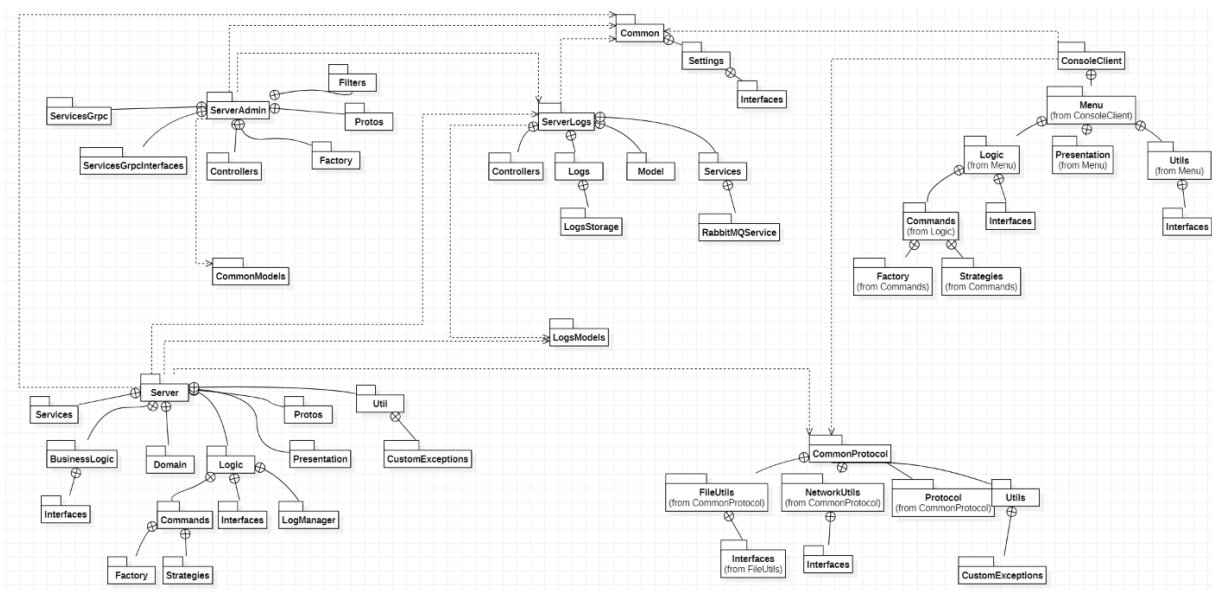 Common
Settings
Interfaces
ConsoleClient
Menu
(from ConsoleClient)
Logic
(from Menu)
Presentation
(from Menu)
Utils
(from Menu)
Commands
(from Logic)
Interfaces
Interfaces
Factory
(from Commands)
Strategies
(from Commands)
Filters
ServicesGrpc
ServerAdmin
Protos
ServicesGrpcInterfaces
Controllers
Factory
CommonModels
ServerLogs
Controllers
Logs
Model
Services
LogsStorage
RabbitMQService
LogsModels
Server
Services
Protos
Util
BusinessLogic
Domain
Logic
Presentation
CustomExceptions
Interfaces
Commands
Interfaces
LogManager
Factory
Strategies
CommonProtocol
FileUtils
(from CommonProtocol)
NetworkUtils
(from CommonProtocol)
Protocol
(from CommonProtocol)
Utils
Interfaces
(from FileUtils)
Interfaces
CustomExceptions